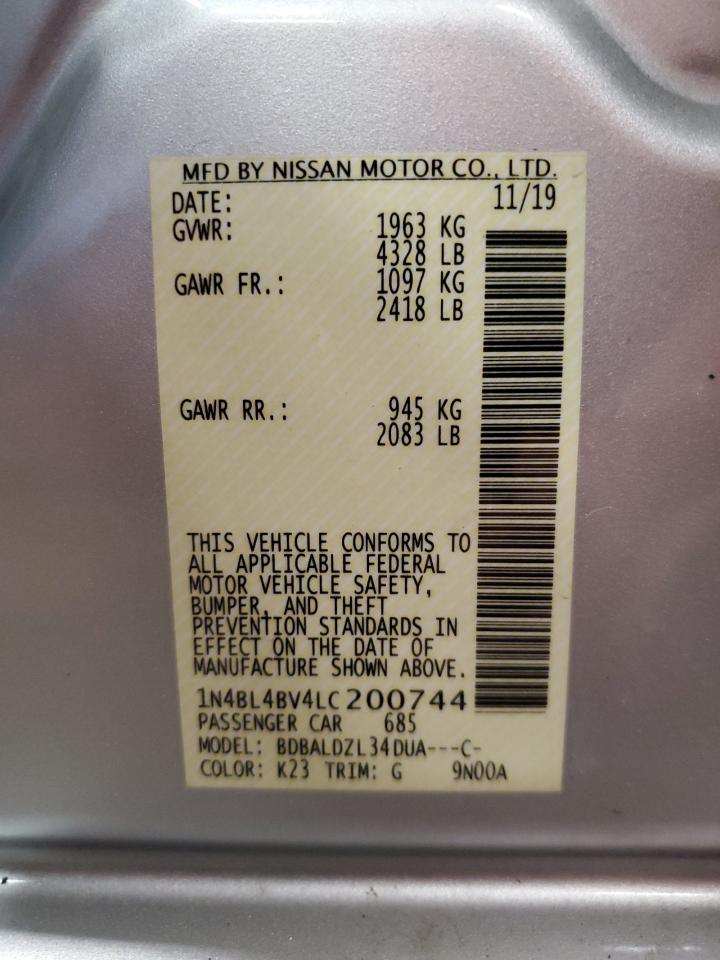 MFD BY NISSAN MOTOR CO., LTD.
DATE: 11/19
GVWR: 1963 KG
4328 LB
GAWR FR.: 1097 KG
2418 LB
GAWR RR.: 945 KG
2083 LB
THIS VEHICLE CONFORMS TO
ALL APPLICABLE FEDERAL
MOTOR VEHICLE SAFETY,
BUMPER, AND THEFT
PREVENTION STANDARDS IN
EFFECT ON THE DATE OF
MANUFACTURE SHOWN ABOVE.
1N4BL4BV4LC200744
PASSENGER CAR 685
MODEL: BDBALDZL34DUA---C-
COLOR: K23 TRIM: G 9N00A